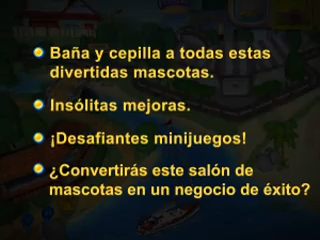 Baña y cepilla a todas estas
divertidas mascotas.
Insólitas mejoras.
¡Desafiantes minijuegos!
¿Convertirás este salón de
mascotas en un negocio de éxito?